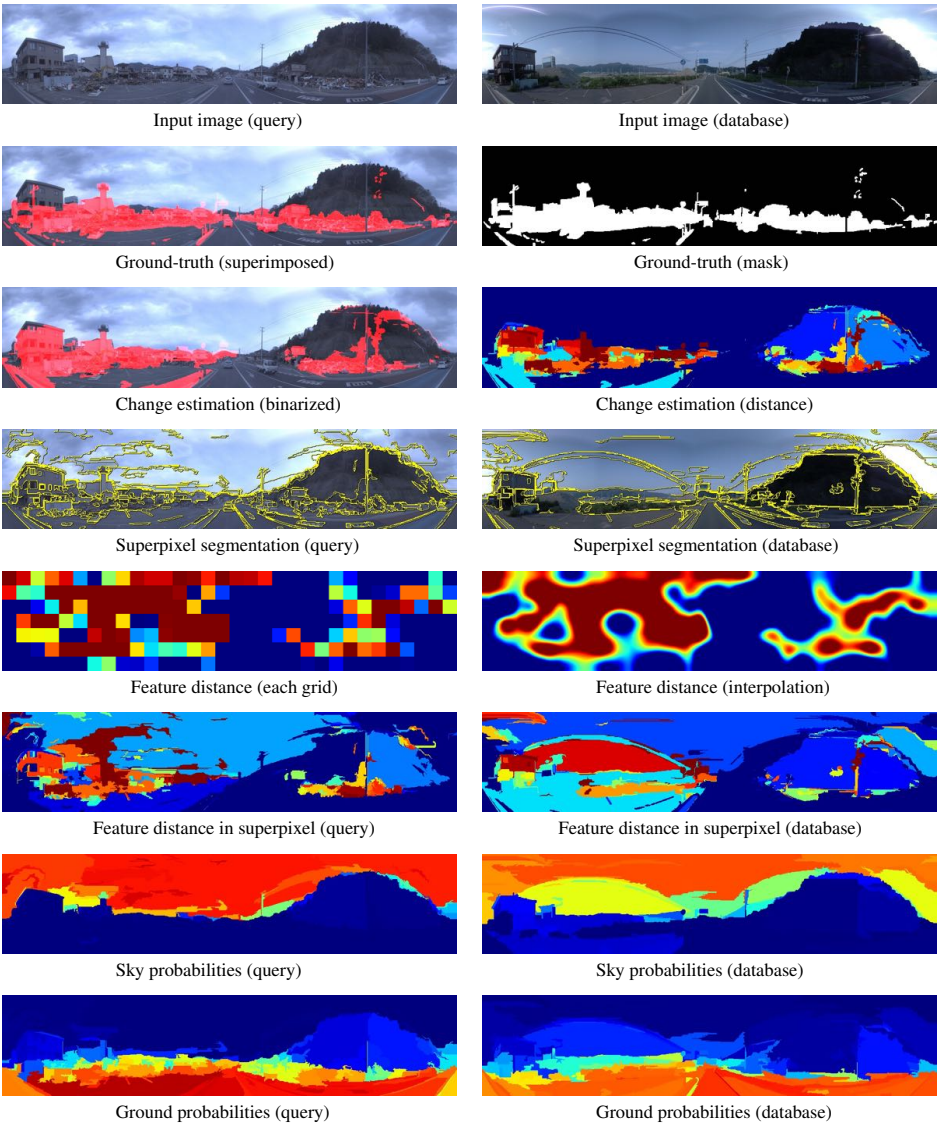 Input image (query)
Input image (database)
Ground-truth (superimposed)
Ground-truth (mask)
Change estimation (binarized)
Change estimation (distance)
Superpixel segmentation (query)
Superpixel segmentation (database)
Feature distance (each grid)
Feature distance (interpolation)
Feature distance in superpixel (query)
Feature distance in superpixel (database)
Sky probabilities (query)
Sky probabilities (database)
Ground probabilities (query)
Ground probabilities (database)